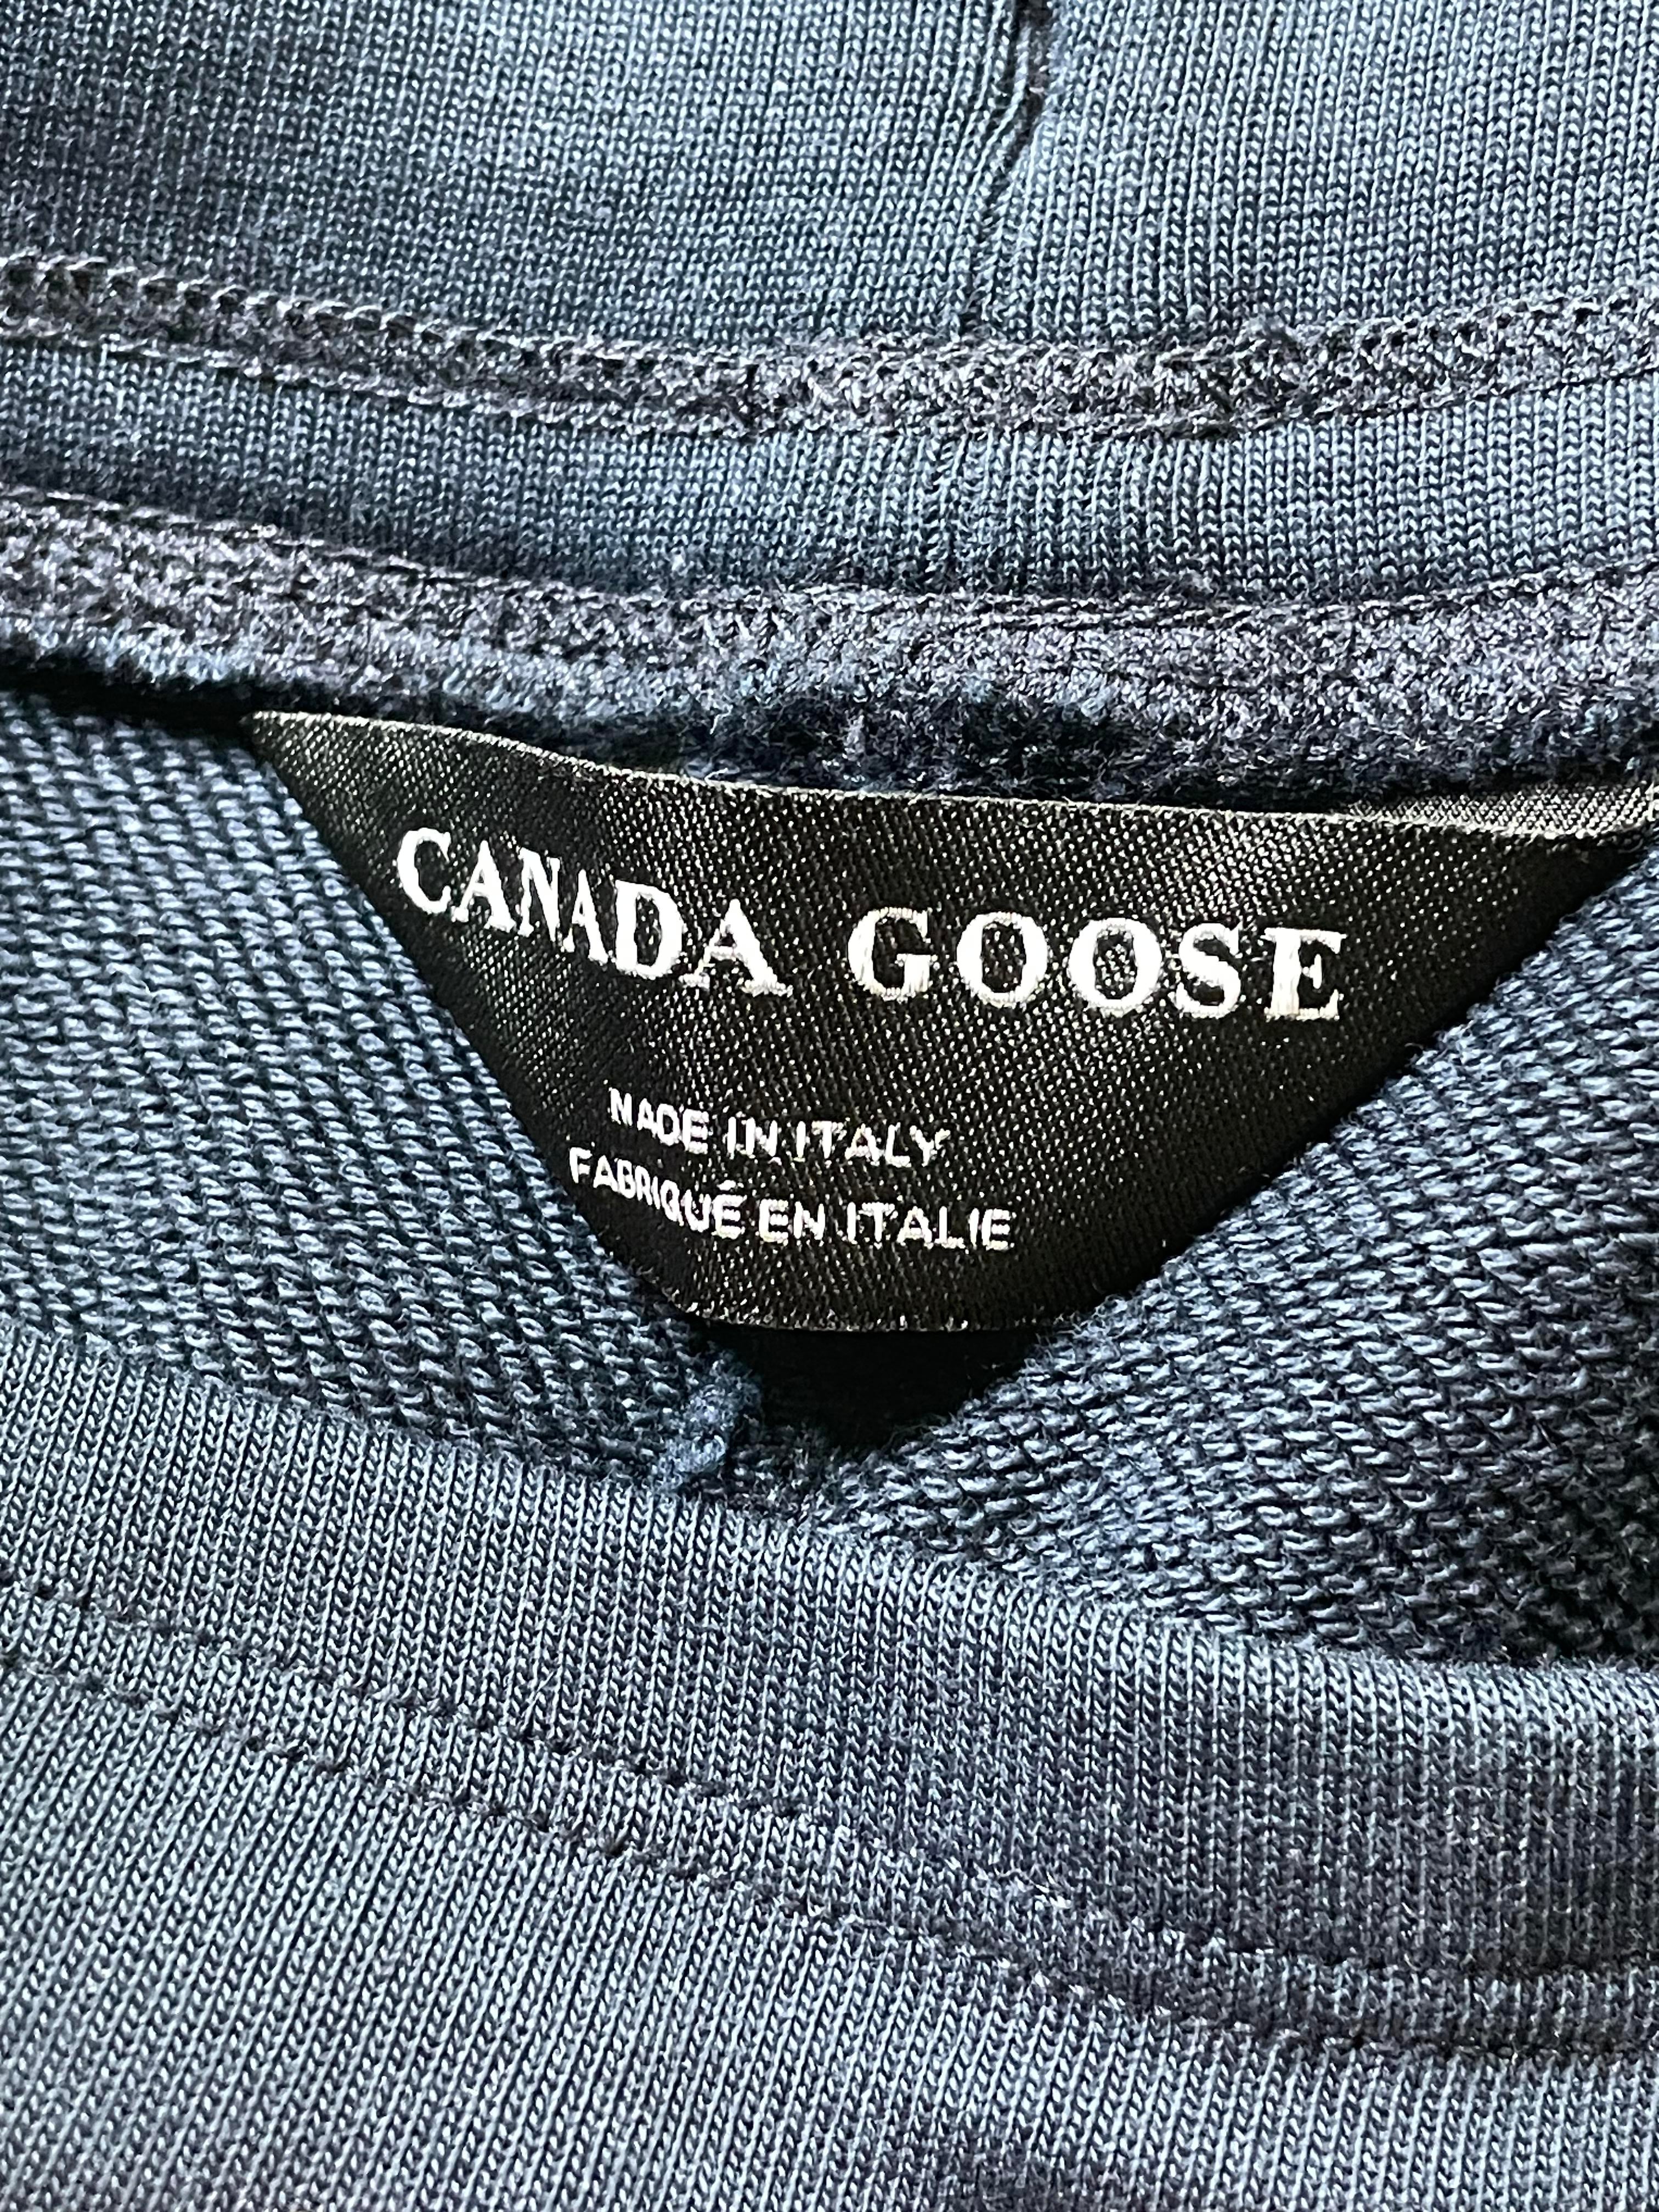 CANADA GOOSE
MADE IN ITALY
FABRIQUÉ EN ITALIE